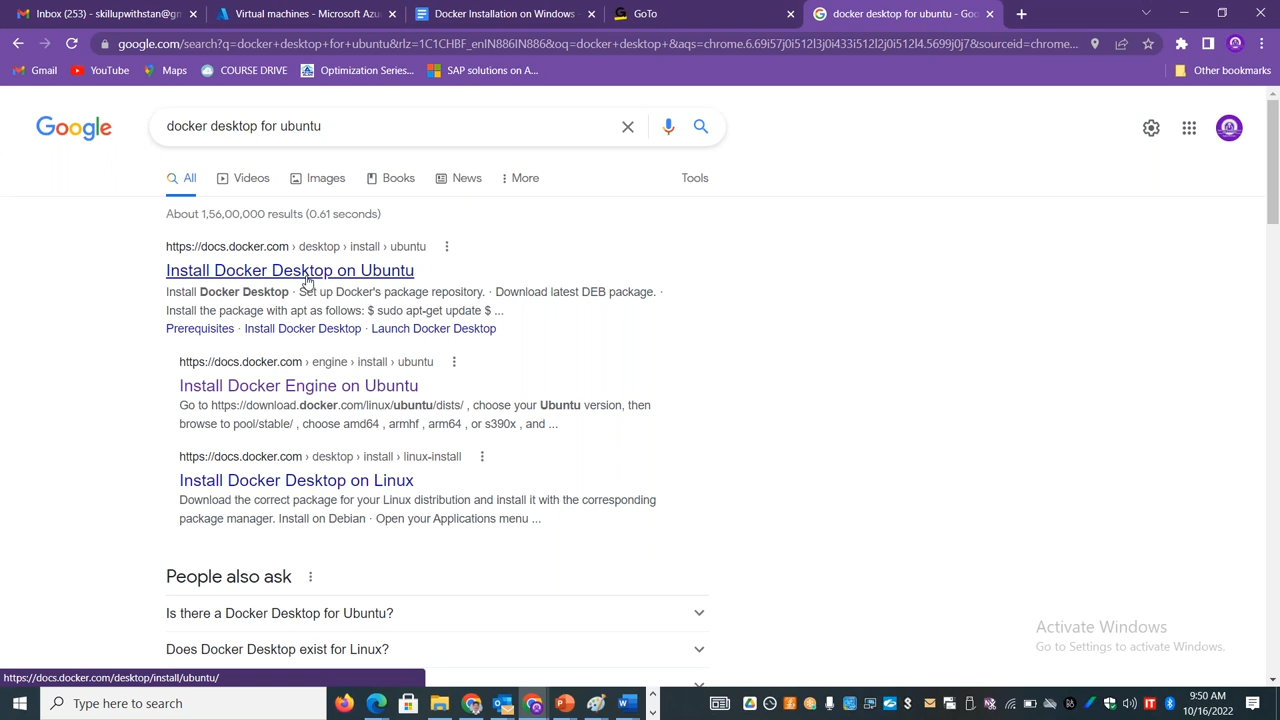 Inbox (253) - skillupwithstan@gm
Virtual machines - Microsoft Azu
Docker Installation on Windows -
GoTo
docker desktop for ubuntu - Goo
google.com/search?q=docker+desktop+for+ubuntu&rlz=1C1CHBF_enIN886IN886&oq=docker+desktop+&aqs=chrome.6.69i57j0i512l3j0i433i512l2j0i512l4.5699j0j7&sourceid=chrome...
Gmail
YouTube
Maps
COURSE DRIVE
Optimization Series...
SAP solutions on A...
Other bookmarks
Google
docker desktop for ubuntu
All
Videos
Images
Books
News
More
Tools
About 1,56,00,000 results (0.61 seconds)
https://docs.docker.com › desktop › install › ubuntu
Install Docker Desktop on Ubuntu
Install Docker Desktop · Set up Docker's package repository. · Download latest DEB package. ·
Install the package with apt as follows: $ sudo apt-get update $ ...
Prerequisites · Install Docker Desktop · Launch Docker Desktop
https://docs.docker.com › engine › install › ubuntu
Install Docker Engine on Ubuntu
Go to https://download.docker.com/linux/ubuntu/dists/ , choose your Ubuntu version, then
browse to pool/stable/ , choose amd64 , armhf , arm64 , or s390x , and ...
https://docs.docker.com › desktop › install › linux-install
Install Docker Desktop on Linux
Download the correct package for your Linux distribution and install it with the corresponding
package manager. Install on Debian · Open your Applications menu ...
People also ask
Is there a Docker Desktop for Ubuntu?
Does Docker Desktop exist for Linux?
Activate Windows
Go to Settings to activate Windows.
https://docs.docker.com/desktop/install/ubuntu/
Type here to search
9:50 AM
10/16/2022